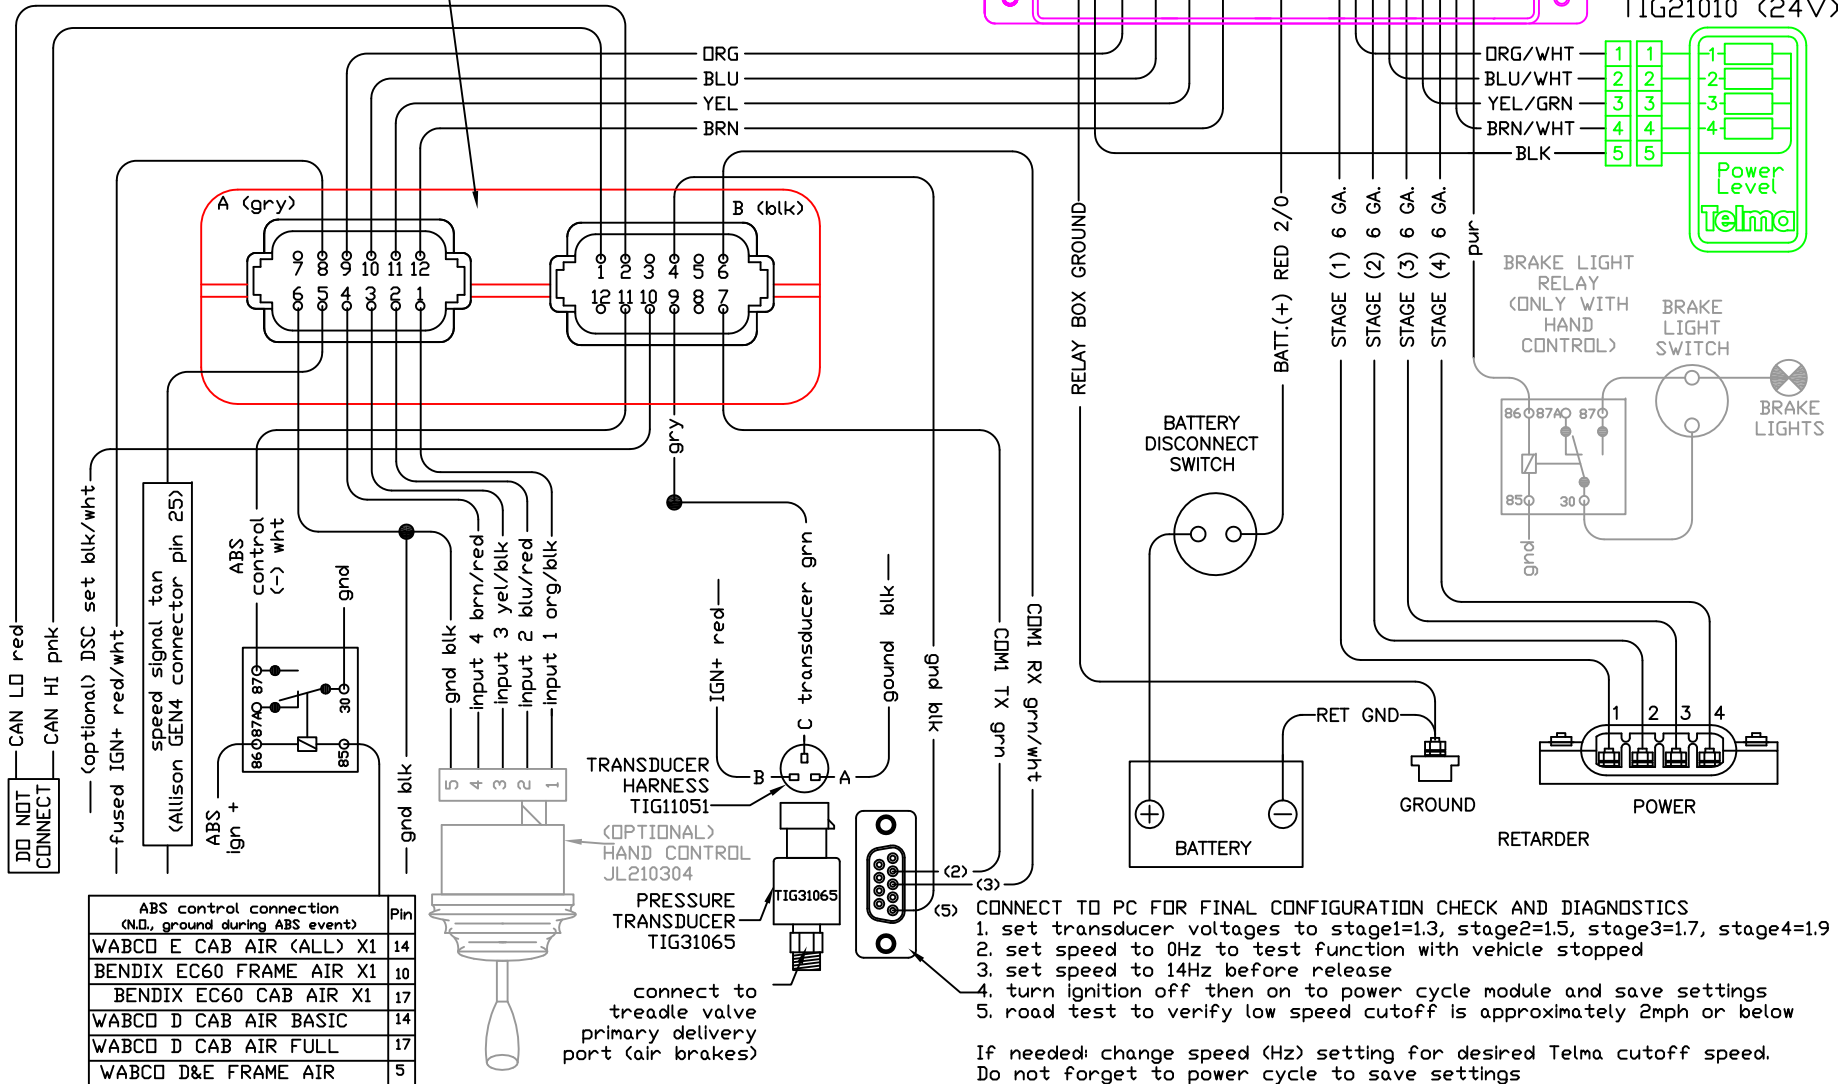 TIG21010 (24V)
ORG
BLU
YEL
BRN
ORG/WHT
BLU/WHT
YEL/GRN
BRN/WHT
BLK
1 1 1
2 2 2
3 3 3
4 4 4
5 5
Power
Level
Telma
A (gry)
B (blk)
7 8 9 10 11 12
6 5 4 3 2 1
1 2 3 4 5 6
12 11 10 9 8 7
RELAY BOX GROUND
BATT.(+) RED 2/0
STAGE (1) 6 GA.
STAGE (2) 6 GA.
STAGE (3) 6 GA.
STAGE (4) 6 GA.
pur
BRAKE LIGHT
RELAY
(ONLY WITH
HAND
CONTROL)
BRAKE
LIGHT
SWITCH
BRAKE
LIGHTS
86 87A 87
85 30
gnd
BATTERY
DISCONNECT
SWITCH
CAN LO red
CAN HI pnk
DO NOT
CONNECT
(optional) DSC set blk/wht
fused IGN+ red/wht
speed signal tan
(Allison GEN4 connector pin 25)
ABS
control
(-) wht
gnd
87
87A
86
30
85
ABS
ign +
gnd blk
gnd blk
input 4 brn/red
input 3 yel/blk
input 2 blu/red
input 1 org/blk
5 4 3 2 1
(OPTIONAL)
HAND CONTROL
JL210304
gry
IGN+ red
C transducer grn
gound blk
B A
TRANSDUCER
HARNESS
TIG11051
TIG31065
PRESSURE
TRANSDUCER
TIG31065
connect to
treadle valve
primary delivery
port (air brakes)
gnd blk
COM1 TX grn
COM1 RX grn/wht
(2)
(3)
(5)
RET GND
BATTERY
GROUND
1 2 3 4
POWER
RETARDER
ABS control connection
(N.O., ground during ABS event)
Pin
WABCO E CAB AIR (ALL) X1 14
BENDIX EC60 FRAME AIR X1 10
BENDIX EC60 CAB AIR X1 17
WABCO D CAB AIR BASIC 14
WABCO D CAB AIR FULL 17
WABCO D&E FRAME AIR 5
CONNECT TO PC FOR FINAL CONFIGURATION CHECK AND DIAGNOSTICS
1. set transducer voltages to stage1=1.3, stage2=1.5, stage3=1.7, stage4=1.9
2. set speed to 0Hz to test function with vehicle stopped
3. set speed to 14Hz before release
4. turn ignition off then on to power cycle module and save settings
5. road test to verify low speed cutoff is approximately 2mph or below
If needed: change speed (Hz) setting for desired Telma cutoff speed.
Do not forget to power cycle to save settings